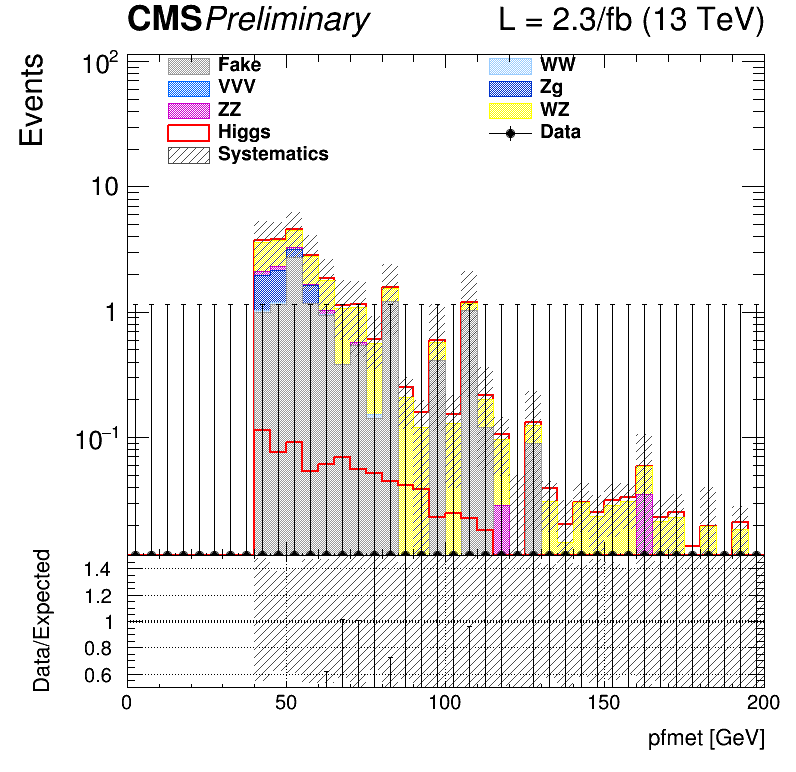 CMS Preliminary L = 2.3/fb (13 TeV)
Events
10²
10
1
10⁻¹
Fake WW
VVV Zg
ZZ WZ
Higgs Data
Systematics
Data/Expected
1.4
1.2
1
0.8
0.6
0 50 100 150 200
pfmet [GeV]